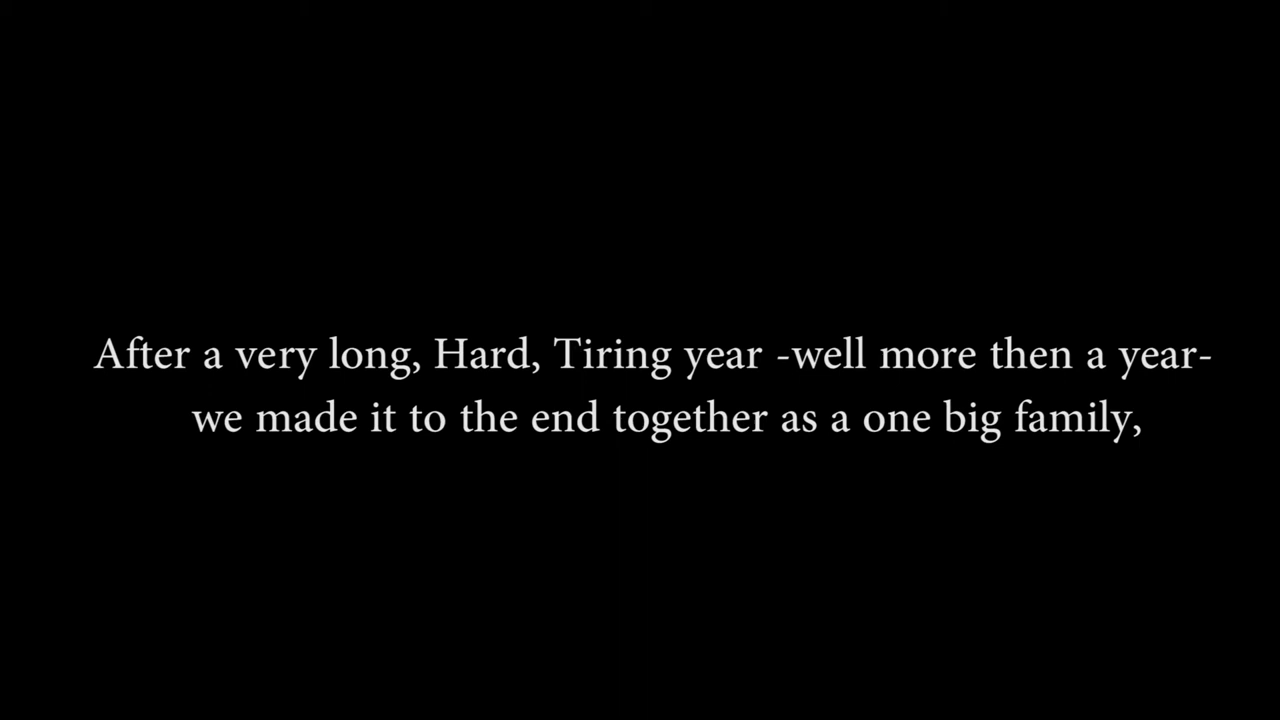 After a very long, Hard, Tiring year -well more then a year-
we made it to the end together as a one big family,